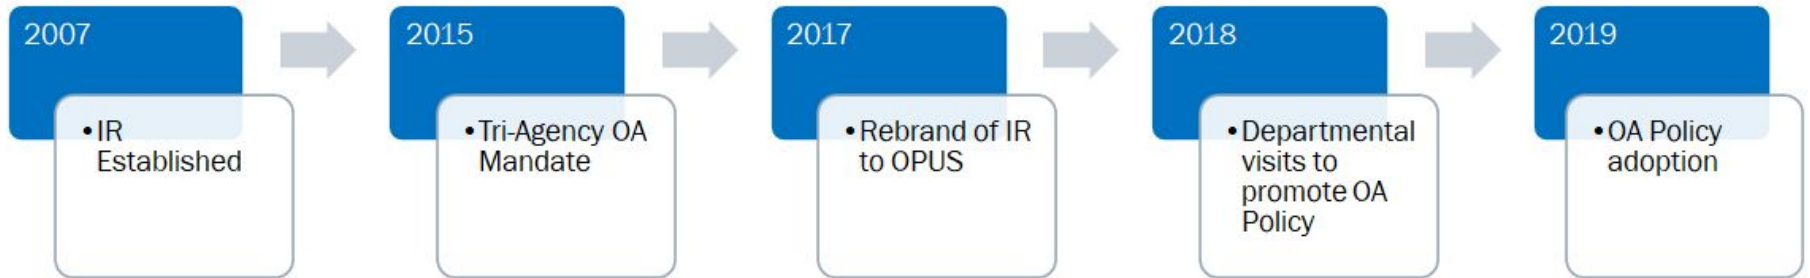 2007
•IR
Established
2015
•Tri-Agency OA
Mandate
2017
•Rebrand of IR
to OPUS
2018
•Departmental
visits to
promote OA
Policy
2019
•OA Policy
adoption